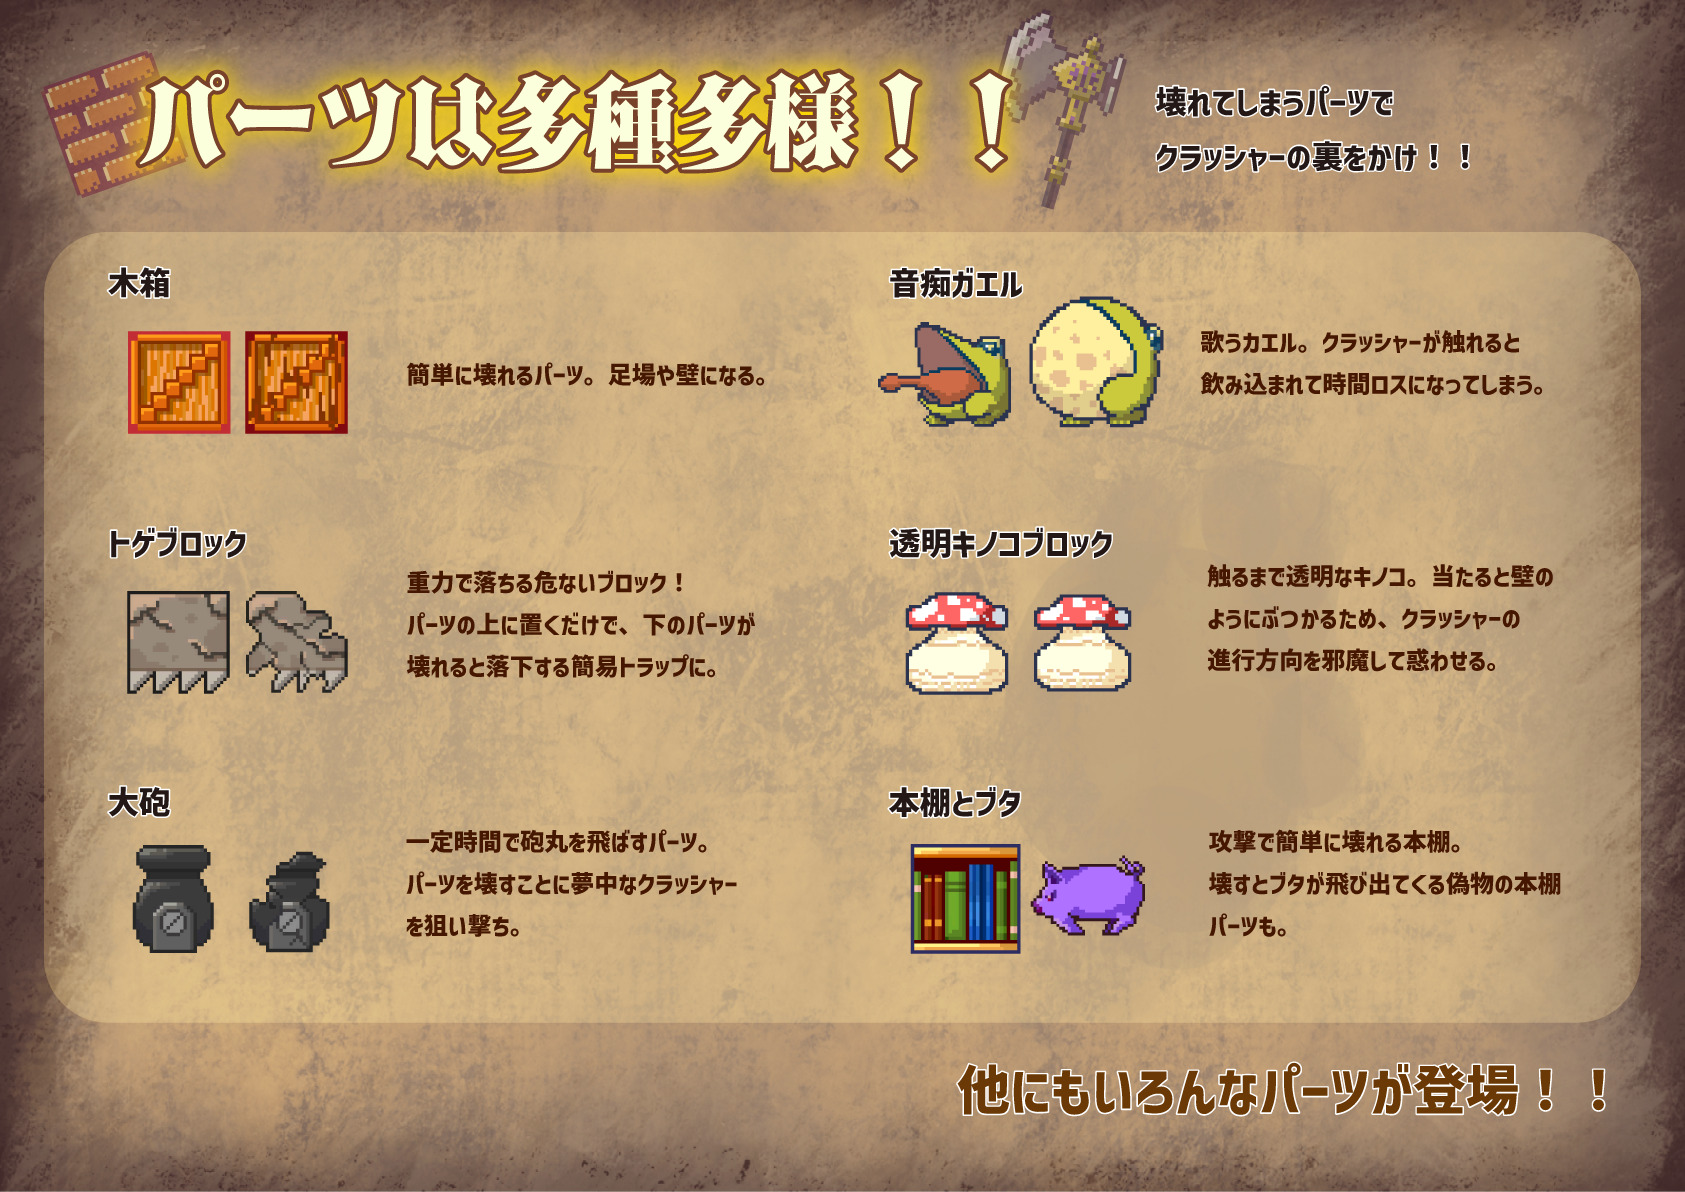 パーツは多種多様！！
壊れてしまうパーツで
クラッシャーの裏をかけ！！
木箱
簡単に壊れるパーツ。足場や壁になる。
トゲブロック
重力で落ちる危ないブロック！
パーツの上に置くだけで、下のパーツが
壊れると落下する簡易トラップに。
大砲
一定時間で砲丸を飛ばすパーツ。
パーツを壊すことに夢中なクラッシャー
を狙い撃ち。
音痴ガエル
歌うカエル。クラッシャーが触れると
飲み込まれて時間ロスになってしまう。
透明キノコブロック
触るまで透明なキノコ。当たると壁の
ようにぶつかるため、クラッシャーの
進行方向を邪魔して惑わせる。
本棚とブタ
攻撃で簡単に壊れる本棚。
壊すとブタが飛び出てくる偽物の本棚
パーツも。
他にもいろんなパーツが登場！！